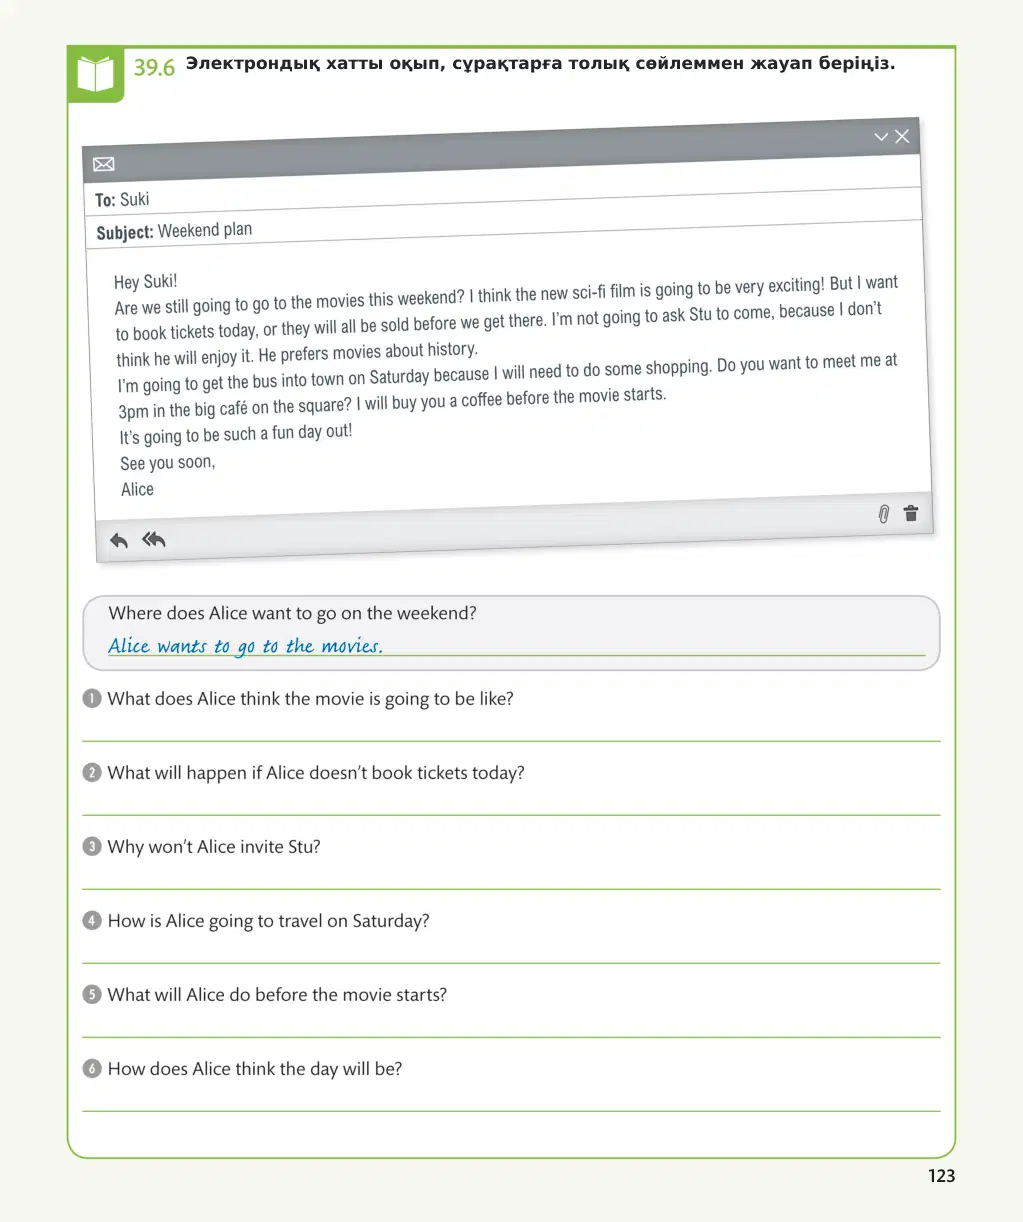 39.6 Электрондық хатты оқып, сұрақтарға толық сөйлеммен жауап беріңіз.
To: Suki
Subject: Weekend plan
Hey Suki!
Are we still going to go to the movies this weekend? I think the new sci-fi film is going to be very exciting! But I want
to book tickets today, or they will all be sold before we get there. I'm not going to ask Stu to come, because I don't
think he will enjoy it. He prefers movies about history.
I'm going to get the bus into town on Saturday because I will need to do some shopping. Do you want to meet me at
3pm in the big café on the square? I will buy you a coffee before the movie starts.
It's going to be such a fun day out!
See you soon,
Alice
Where does Alice want to go on the weekend?
Alice wants to go to the movies.
1 What does Alice think the movie is going to be like?
2 What will happen if Alice doesn't book tickets today?
3 Why won't Alice invite Stu?
4 How is Alice going to travel on Saturday?
5 What will Alice do before the movie starts?
6 How does Alice think the day will be?
123